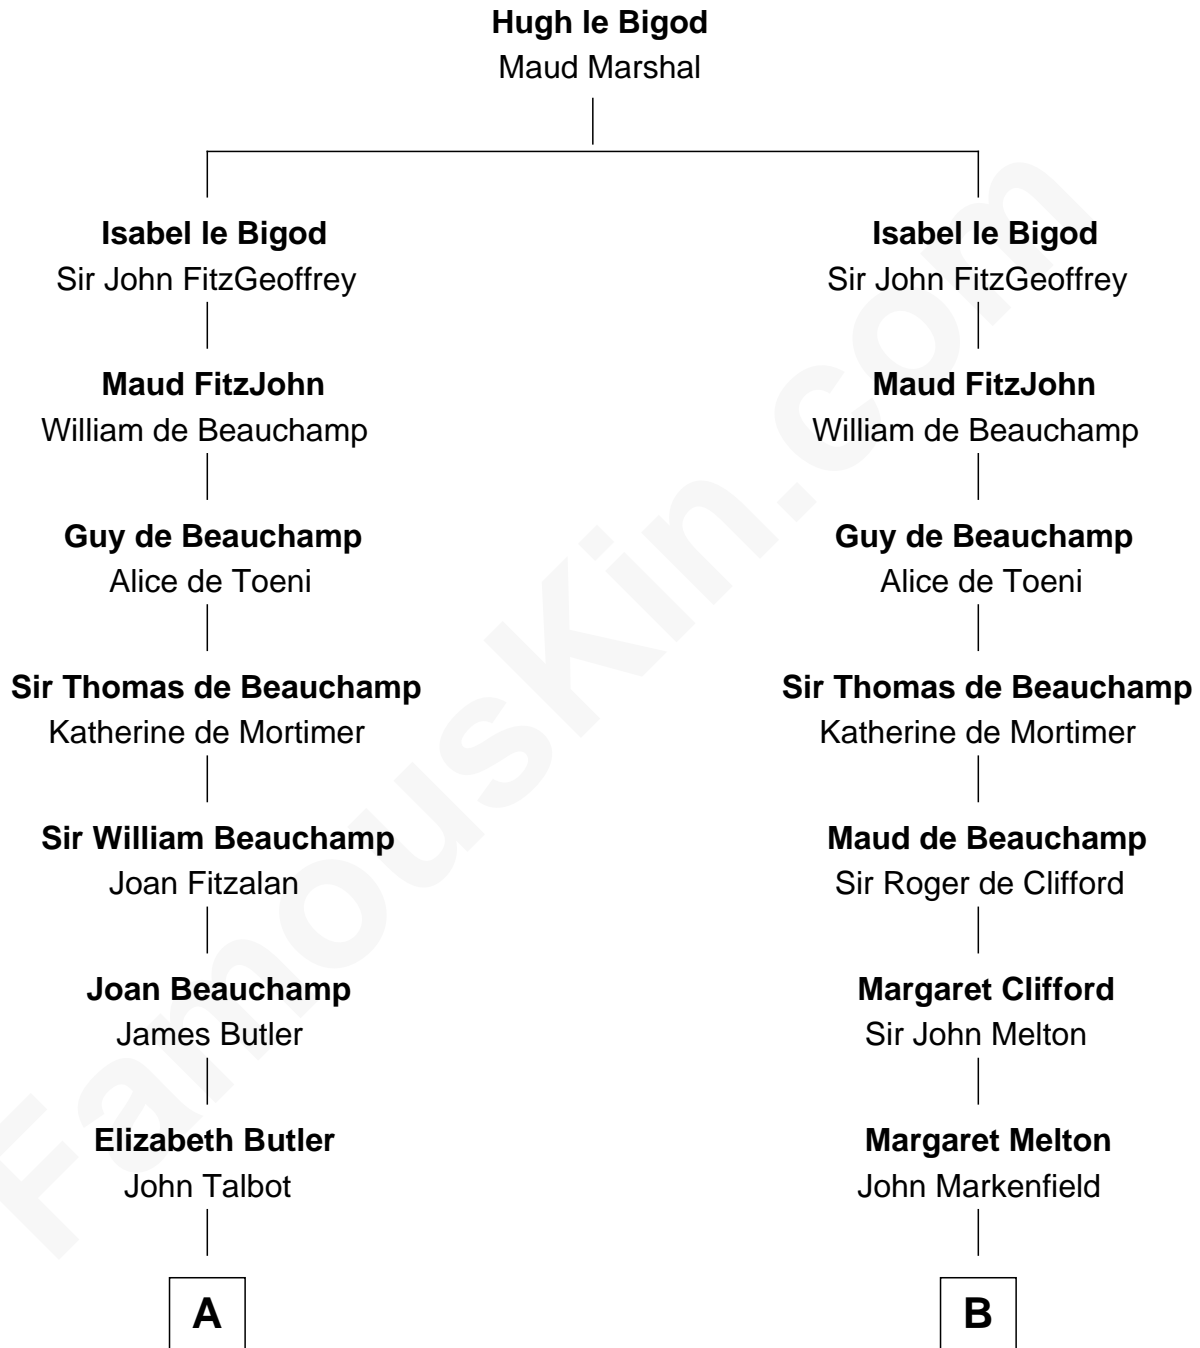 Hugh le Bigod
Maud Marshal
Isabel le Bigod
Sir John FitzGeoffrey
Isabel le Bigod
Sir John FitzGeoffrey
Maud FitzJohn
William de Beauchamp
Maud FitzJohn
William de Beauchamp
Guy de Beauchamp
Alice de Toeni
Guy de Beauchamp
Alice de Toeni
Sir Thomas de Beauchamp
Katherine de Mortimer
Sir Thomas de Beauchamp
Katherine de Mortimer
Sir William Beauchamp
Joan Fitzalan
Maud de Beauchamp
Sir Roger de Clifford
Joan Beauchamp
James Butler
Margaret Clifford
Sir John Melton
Elizabeth Butler
John Talbot
Margaret Melton
John Markenfield
A
B
FamousKin.com